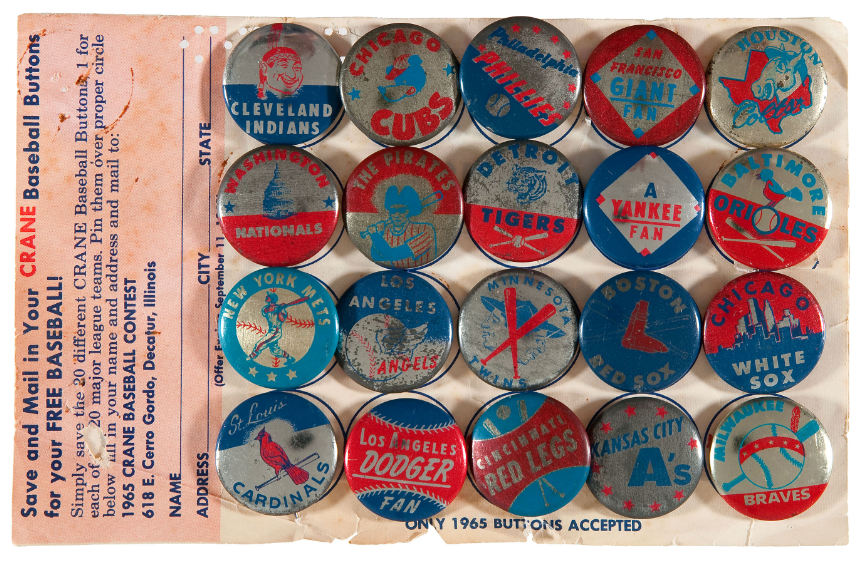 Save and Mail in Your CRANE Baseball Buttons
for your FREE BASEBALL!
Simply save the 20 different CRANE Baseball Buttons, 1 for
each of 20 major league teams. Pin them over proper circle
below in your name and address and mail to:
1965 CRANE BASEBALL CONTEST
618 E. Cerro Gordo, Decatur, Illinois
NAME
ADDRESS CITY STATE
(Offer September 11
CLEVELAND
INDIANS
CHICAGO
CUBS
Philadelphia
PHILLIES
SAN
FRANCISCO
GIANT
FAN
HOUSTON
Colts
WASHINGTON
NATIONALS
THE PIRATES
DETROIT
TIGERS
A
YANKEE
FAN
BALTIMORE
ORIOLES
NEW YORK METS
LOS
ANGELES
ANGELS
MINNESOTA
TWINS
BOSTON
RED SOX
CHICAGO
WHITE
SOX
St. Louis
CARDINALS
LOS ANGELES
DODGER
FAN
CINCINNATI
RED LEGS
KANSAS CITY
A's
MILWAUKEE
BRAVES
ONLY 1965 BUTTONS ACCEPTED